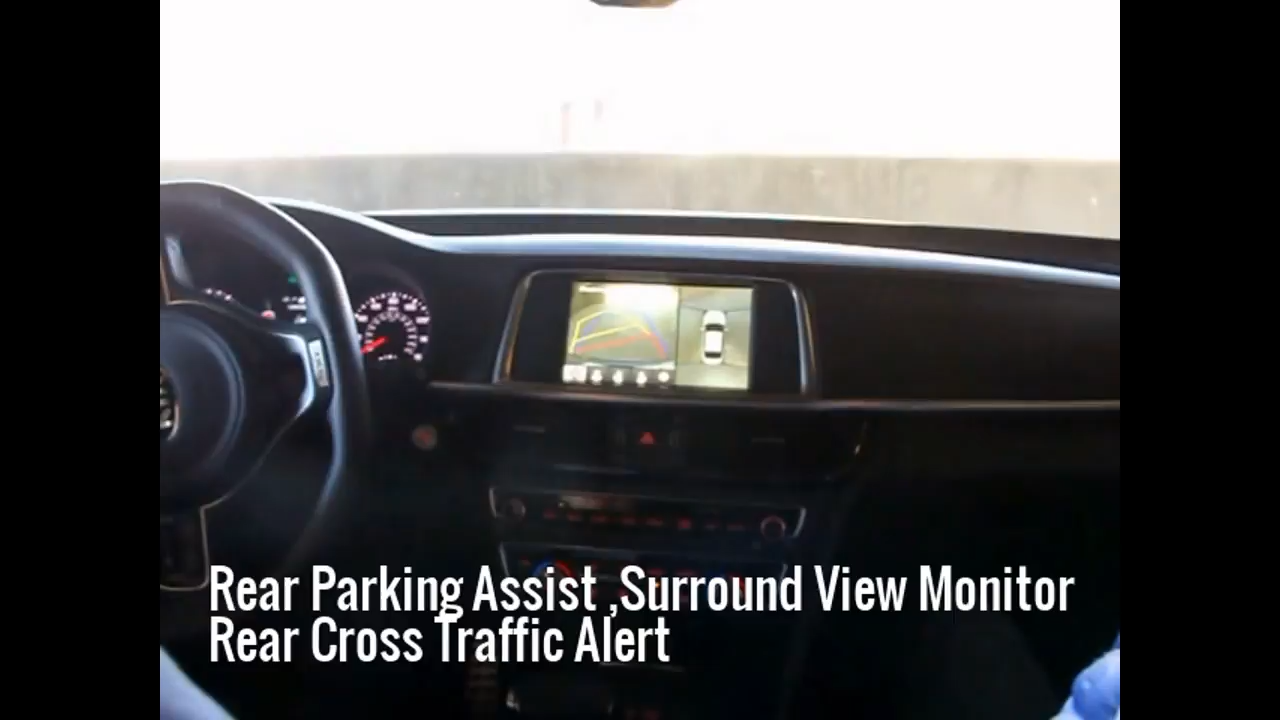 Rear Parking Assist ,Surround View Monitor
Rear Cross Traffic Alert